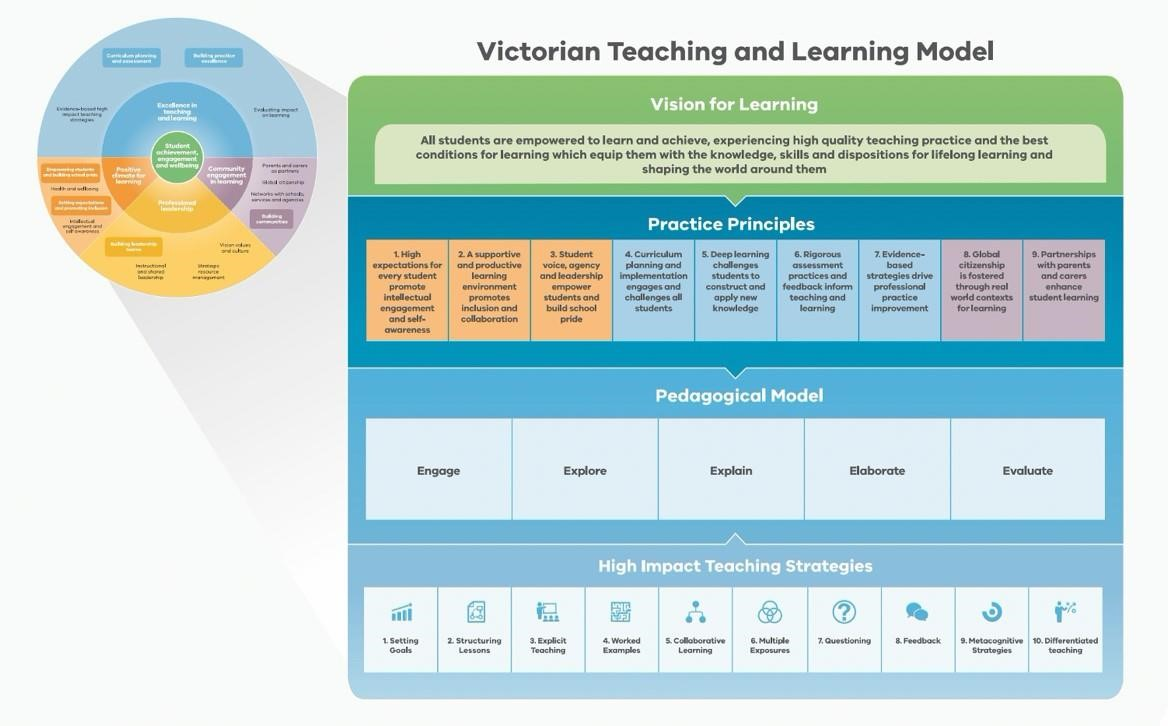 Victorian Teaching and Learning Model
Curriculum planning
and assessment
Building practice
excellence
Evidence-based high
impact teaching
strategies
Excellence in
teaching
and learning
Evaluating impact
on learning
Student
achievement,
engagement
and wellbeing
Empowering students
and building school pride
Health and wellbeing
Setting expectations
and promoting inclusion
Intellectual
engagement and
self awareness
Positive
climate for
learning
Community
engagement
in learning
Parents and carers
as partners
Global citizenship
Networks with schools,
services and agencies
Building
communities
Professional
leadership
Building leadership
teams
Instructional
and shared
leadership
Strategic
resource
management
Vision values
and culture
Vision for Learning
All students are empowered to learn and achieve, experiencing high quality teaching practice and the best
conditions for learning which equip them with the knowledge, skills and dispositions for lifelong learning and
shaping the world around them
Practice Principles
1. High
expectations for
every student
promote
intellectual
engagement
and self-
awareness
2. A supportive
and productive
learning
environment
promotes
inclusion and
collaboration
3. Student
voice, agency
and leadership
empower
students and
build school
pride
4. Curriculum
planning and
implementation
engages and
challenges all
students
5. Deep learning
challenges
students to
construct and
apply new
knowledge
6. Rigorous
assessment
practices and
feedback inform
teaching and
learning
7. Evidence-
based
strategies drive
professional
practice
improvement
8. Global
citizenship
is fostered
through real
world contexts
for learning
9. Partnerships
with parents
and carers
enhance
student learning
Pedagogical Model
Engage
Explore
Explain
Elaborate
Evaluate
High Impact Teaching Strategies
1. Setting
Goals
2. Structuring
Lessons
3. Explicit
Teaching
4. Worked
Examples
5. Collaborative
Learning
6. Multiple
Exposures
7. Questioning
8. Feedback
9. Metacognitive
Strategies
10. Differentiated
teaching